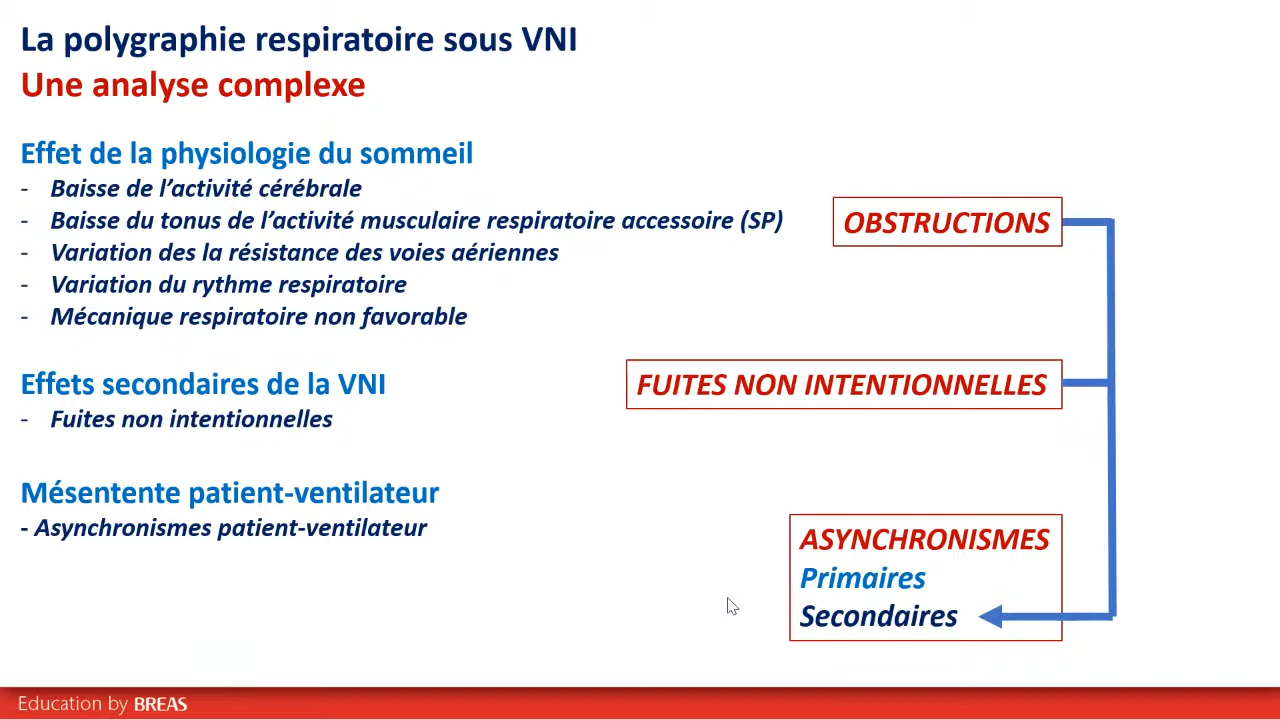 La polygraphie respiratoire sous VNI
Une analyse complexe
Effet de la physiologie du sommeil
- Baisse de l’activité cérébrale
- Baisse du tonus de l’activité musculaire respiratoire accessoire (SP)
- Variation des la résistance des voies aériennes
- Variation du rythme respiratoire
- Mécanique respiratoire non favorable
OBSTRUCTIONS
Effets secondaires de la VNI
- Fuites non intentionnelles
FUITES NON INTENTIONNELLES
Mésentente patient-ventilateur
- Asynchronismes patient-ventilateur
ASYNCHRONISMES
Primaires
Secondaires
Education by BREAS